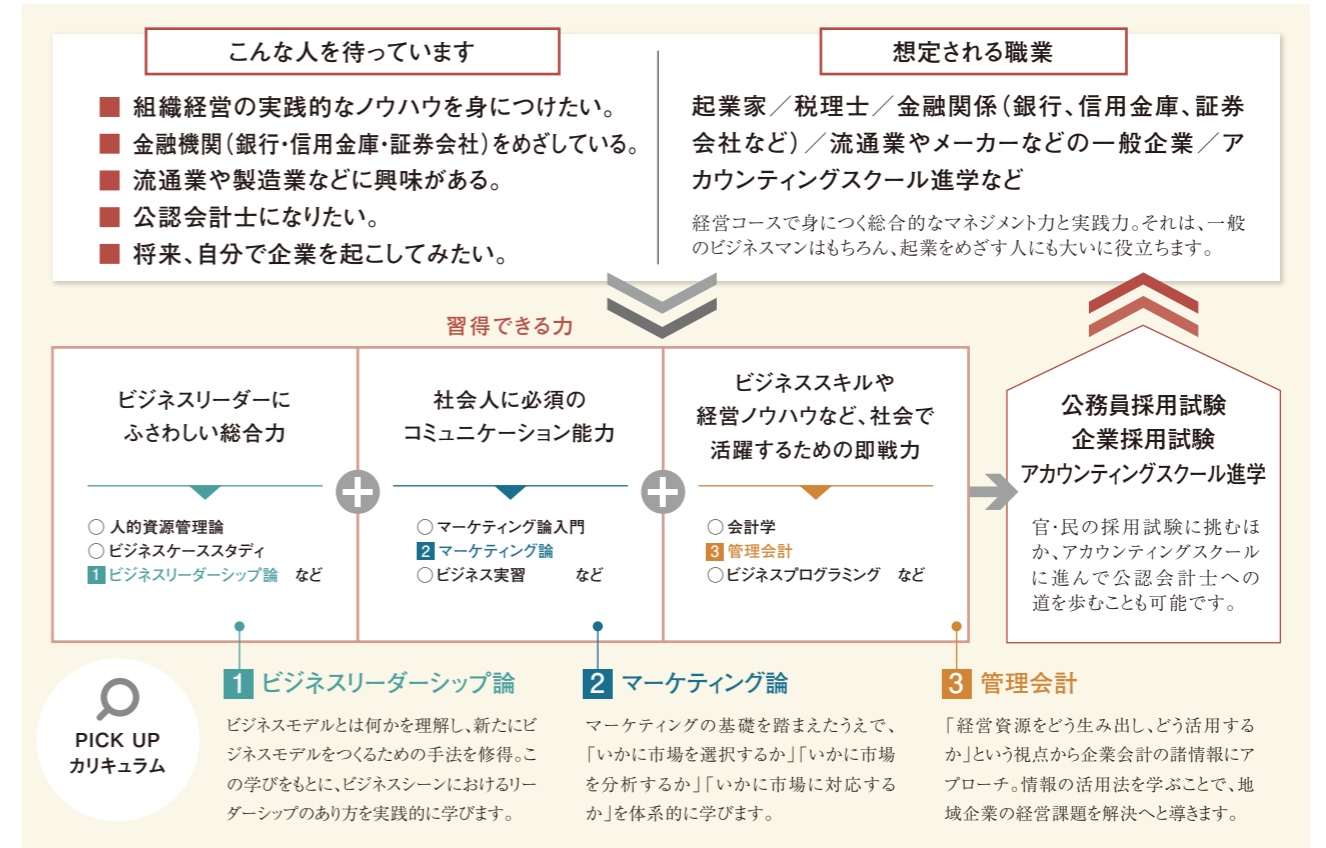 こんな人を待っています
■ 組織経営の実践的なノウハウを身につけたい。
■ 金融機関(銀行・信用金庫・証券会社)をめざしている。
■ 流通業や製造業などに興味がある。
■ 公認会計士になりたい。
■ 将来、自分で企業を起こしてみたい。
想定される職業
起業家/税理士/金融関係(銀行、信用金庫、証券
会社など)/流通業やメーカーなどの一般企業/ア
カウンティングスクール進学など
経営コースで身につく総合的なマネジメント力と実践力。それは、一般
のビジネスマンはもちろん、起業をめざす人にも大いに役立ちます。
習得できる力
ビジネスリーダーに
ふさわしい総合力
○ 人的資源管理論
○ ビジネスケーススタディ
1 ビジネスリーダーシップ論 など
社会人に必須の
コミュニケーション能力
○ マーケティング論入門
2 マーケティング論
○ ビジネス実習 など
ビジネススキルや
経営ノウハウなど、社会で
活躍するための即戦力
○ 会計学
3 管理会計
○ ビジネスプログラミング など
公務員採用試験
企業採用試験
アカウンティングスクール進学
官・民の採用試験に挑むほ
か、アカウンティングスクール
に進んで公認会計士への
道を歩むことも可能です。
PICK UP
カリキュラム
1 ビジネスリーダーシップ論
ビジネスモデルとは何かを理解し、新たにビ
ジネスモデルをつくるための手法を修得。こ
の学びをもとに、ビジネスシーンにおけるリー
ダーシップのあり方を実践的に学びます。
2 マーケティング論
マーケティングの基礎を踏まえたうえで、
「いかに市場を選択するか」「いかに市場
を分析するか」「いかに市場に対応する
か」を体系的に学びます。
3 管理会計
「経営資源をどう生み出し、どう活用する
か」という視点から企業会計の諸情報にア
プローチ。情報の活用法を学ぶことで、地
域企業の経営課題を解決へと導きます。